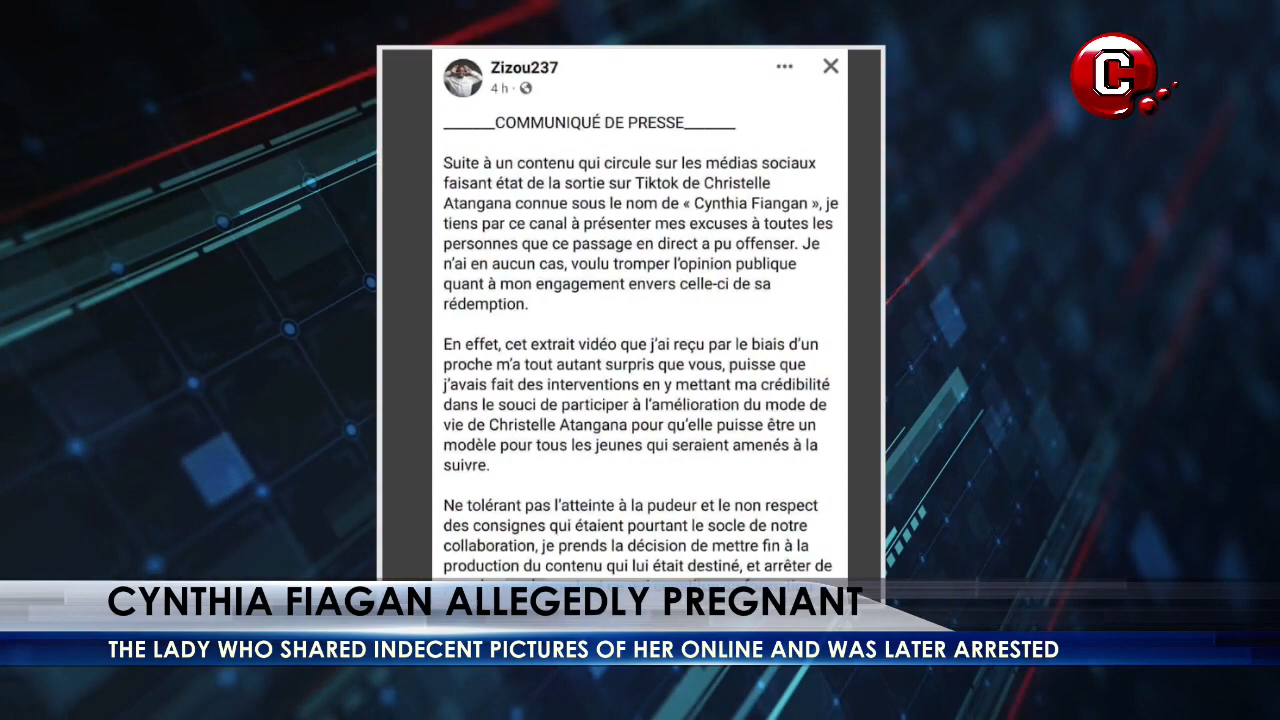 C
Zizou237
4 h
_______COMMUNIQUÉ DE PRESSE_______
Suite à un contenu qui circule sur les médias sociaux
faisant état de la sortie sur Tiktok de Christelle
Atangana connue sous le nom de « Cynthia Fiangan », je
tiens par ce canal à présenter mes excuses à toutes les
personnes que ce passage en direct a pu offenser. Je
n’ai en aucun cas, voulu tromper l’opinion publique
quant à mon engagement envers celle-ci de sa
rédemption.
En effet, cet extrait vidéo que j’ai reçu par le biais d’un
proche m’a tout autant surpris que vous, puisse que
j’avais fait des interventions en y mettant ma crédibilité
dans le souci de participer à l’amélioration du mode de
vie de Christelle Atangana pour qu’elle puisse être un
modèle pour tous les jeunes qui seraient amenés à la
suivre.
Ne tolérant pas l’atteinte à la pudeur et le non respect
des consignes qui étaient pourtant le socle de notre
collaboration, je prends la décision de mettre fin à la
production du contenu qui lui était destiné, et arrêter de
CYNTHIA FIAGAN ALLEGEDLY PREGNANT
THE LADY WHO SHARED INDECENT PICTURES OF HER ONLINE AND WAS LATER ARRESTED